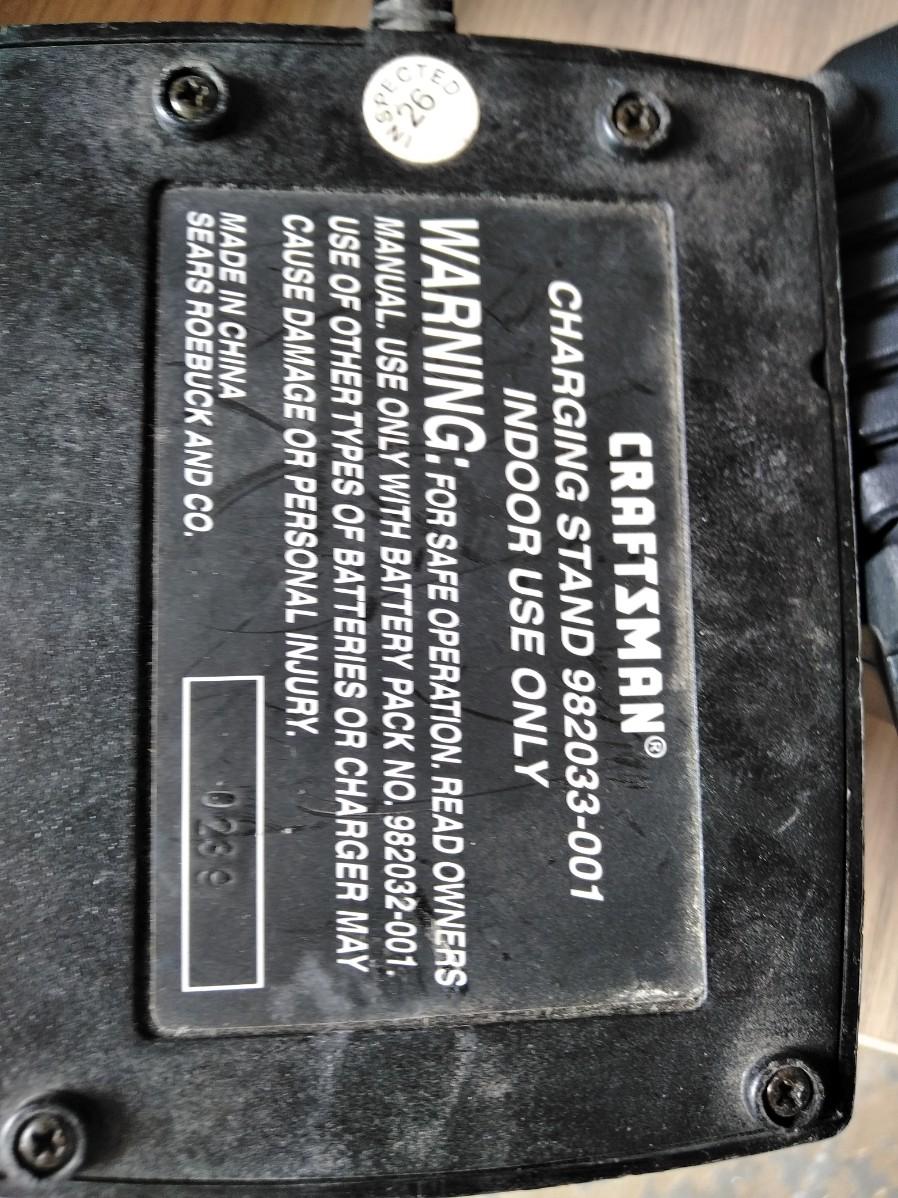 INSPECTED
26
CRAFTSMAN®
CHARGING STAND 982033-001
INDOOR USE ONLY
WARNING: FOR SAFE OPERATION. READ OWNERS
MANUAL. USE ONLY WITH BATTERY PACK NO. 982032-001.
USE OF OTHER TYPES OF BATTERIES OR CHARGER MAY
CAUSE DAMAGE OR PERSONAL INJURY.
MADE IN CHINA
SEARS ROEBUCK AND CO.